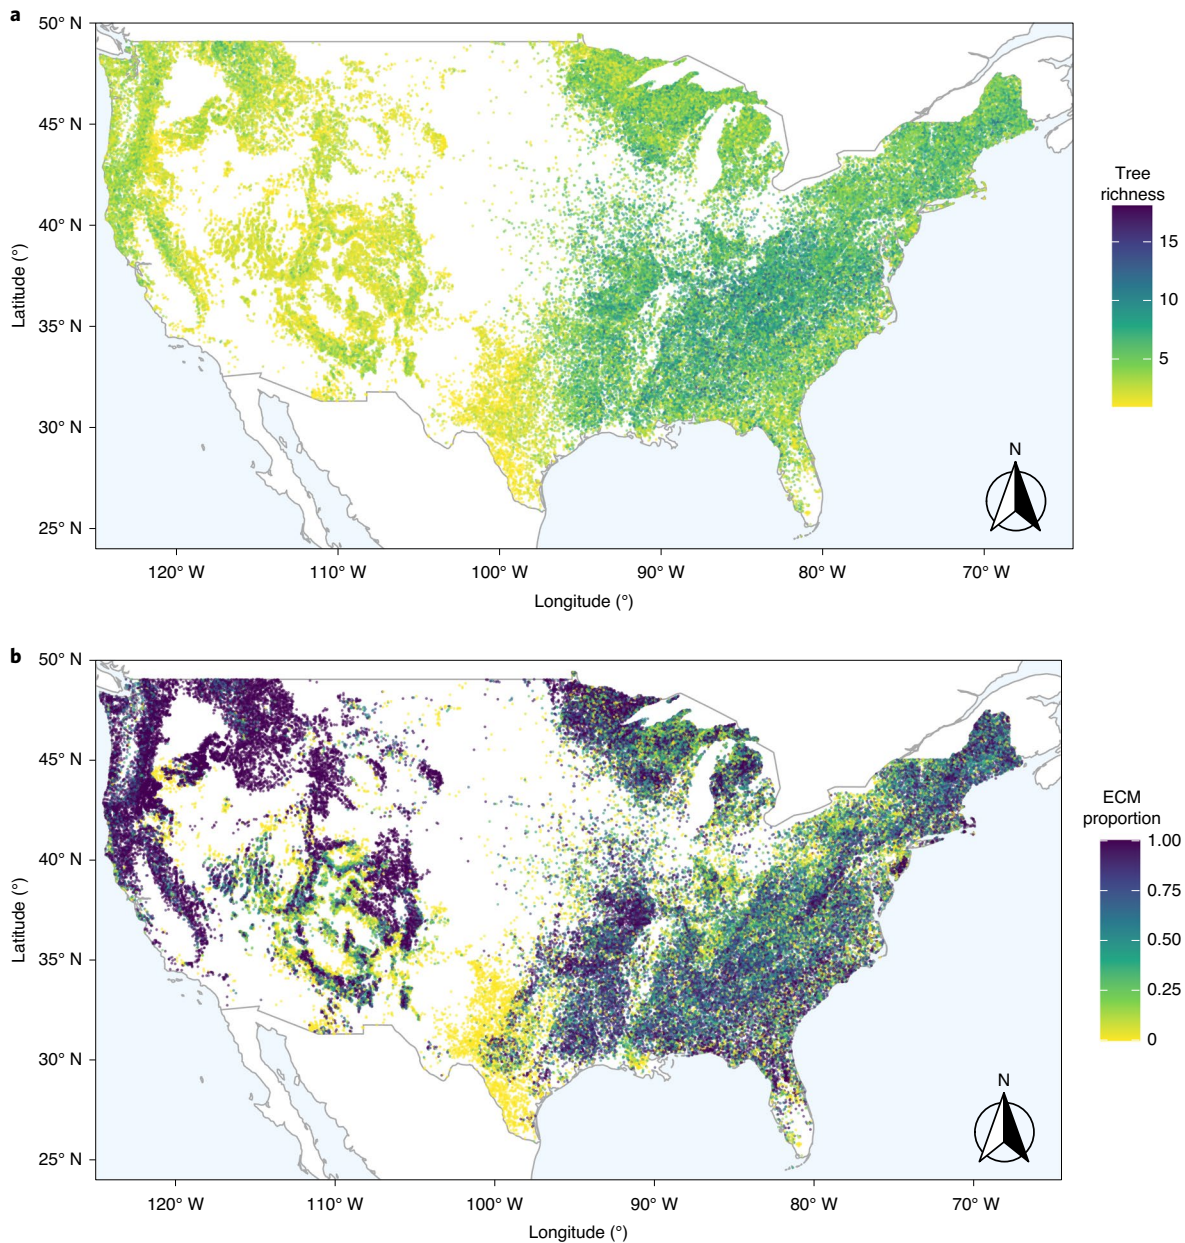 a
50° N
45° N
40° N
35° N
30° N
25° N
Latitude (°)
120° W 110° W 100° W 90° W 80° W 70° W
Longitude (°)
Tree
richness
15
10
5
N
b
50° N
45° N
40° N
35° N
30° N
25° N
Latitude (°)
120° W 110° W 100° W 90° W 80° W 70° W
Longitude (°)
ECM
proportion
1.00
0.75
0.50
0.25
0
N